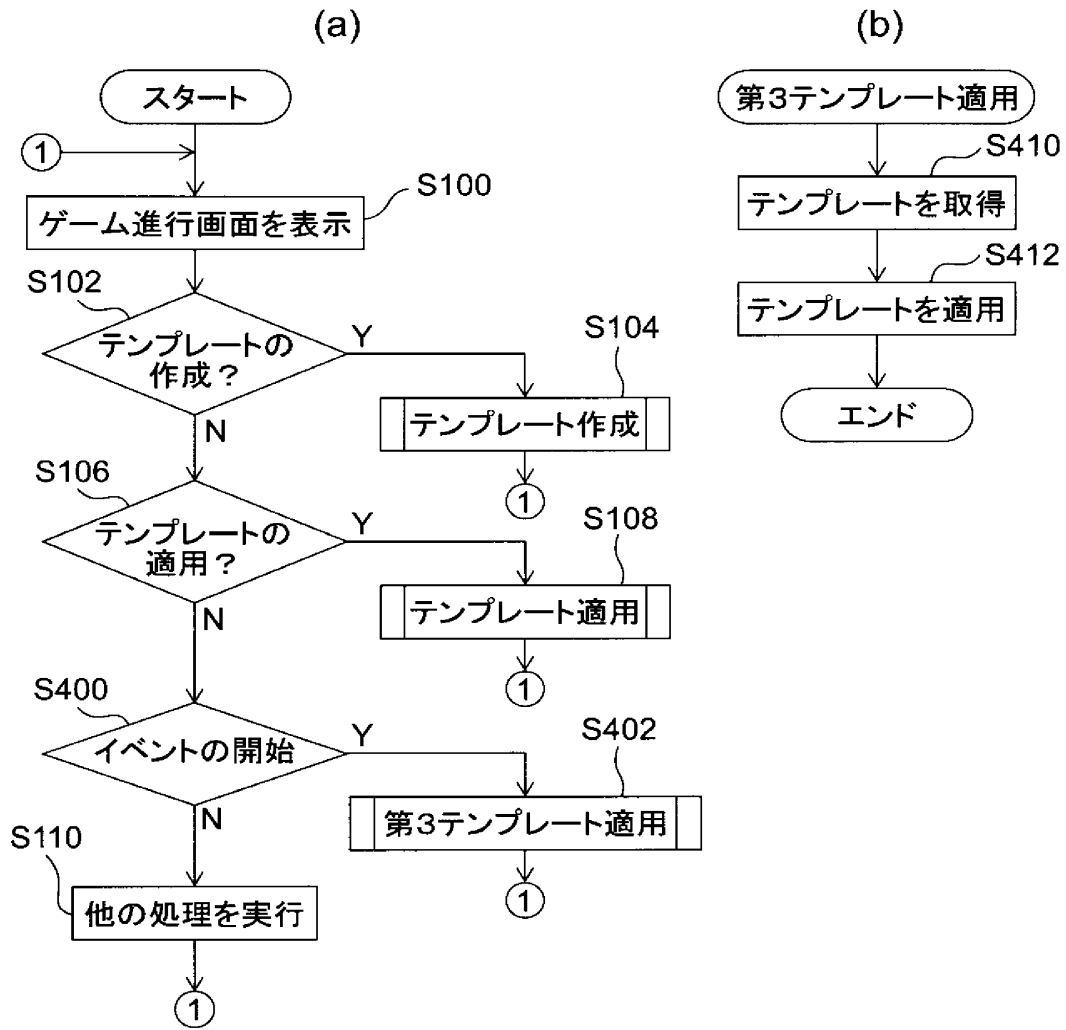 (a)
スタート
①
S100
ゲーム進行画面を表示
S102
テンプレートの
作成？
Y
N
S104
テンプレート作成
①
S106
テンプレートの
適用？
Y
N
S108
テンプレート適用
①
S400
イベントの開始
Y
N
S402
第3テンプレート適用
①
S110
他の処理を実行
①
(b)
第3テンプレート適用
S410
テンプレートを取得
S412
テンプレートを適用
エンド